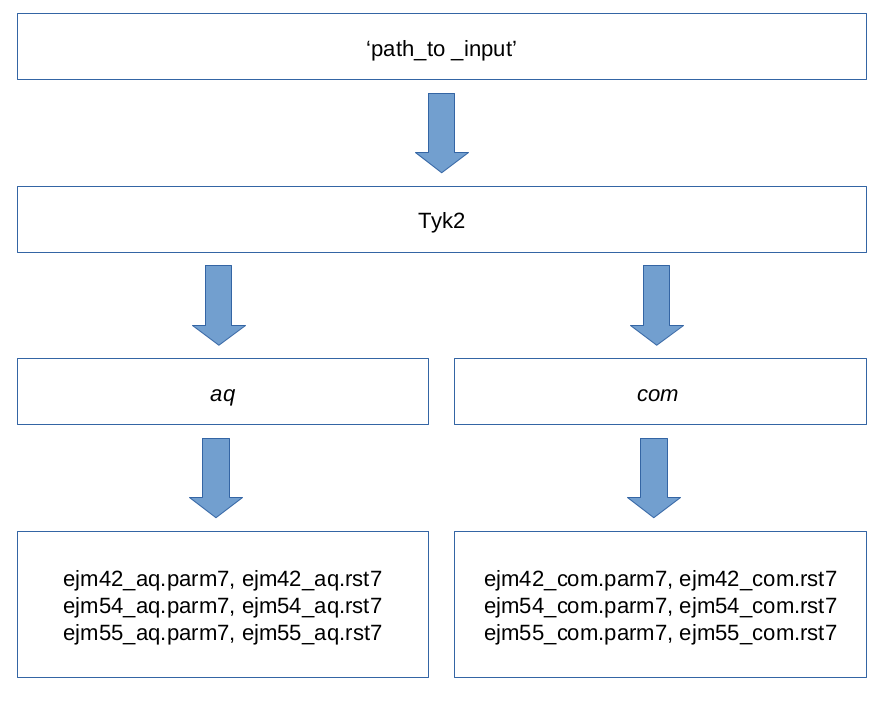 ‘path_to _input’
Tyk2
aq
com
ejm42_aq.parm7, ejm42_aq.rst7
ejm54_aq.parm7, ejm54_aq.rst7
ejm55_aq.parm7, ejm55_aq.rst7
ejm42_com.parm7, ejm42_com.rst7
ejm54_com.parm7, ejm54_com.rst7
ejm55_com.parm7, ejm55_com.rst7